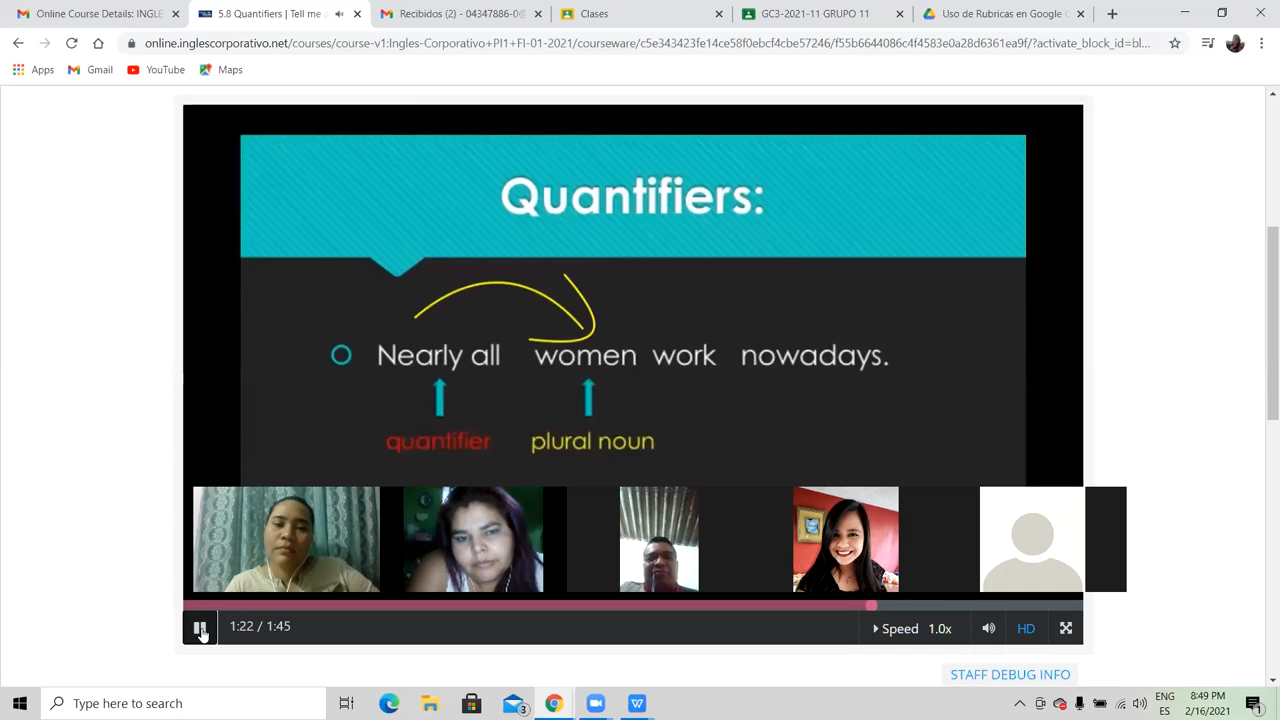 Online Course Details: INGLE
5.8 Quantifiers | Tell me a
Recibidos (2) - 04347886-0@
Clases
GC3-2021-11 GRUPO 11
Uso de Rubricas en Google C
online.inglescorporativo.net/courses/course-v1:Ingles-Corporativo+PI1+FI-01-2021/courseware/c5e343423fe14ce58f0ebcf4cbe57246/f55b6644086c4f4583e0a28d6361ea9f/?activate_block_id=bl...
Apps Gmail YouTube Maps
Quantifiers:
Nearly all women work nowadays.
quantifier plural noun
1:22 / 1:45 Speed 1.0x HD
STAFF DEBUG INFO
Type here to search
3
ENG
ES
8:49 PM
2/16/2021
1